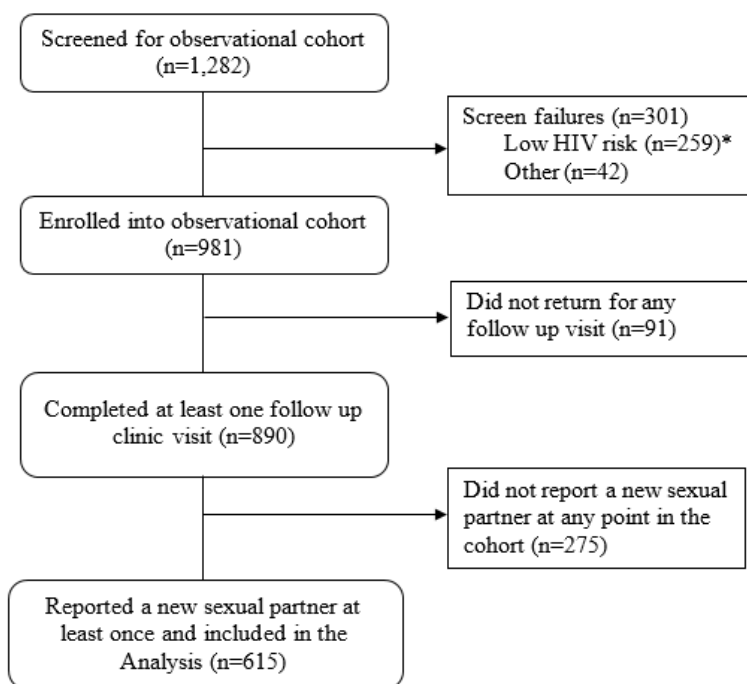 Screened for observational cohort
(n=1,282)
Screen failures (n=301)
Low HIV risk (n=259)*
Other (n=42)
Enrolled into observational cohort
(n=981)
Did not return for any
follow up visit (n=91)
Completed at least one follow up
clinic visit (n=890)
Did not report a new sexual
partner at any point in the
cohort (n=275)
Reported a new sexual partner at
least once and included in the
Analysis (n=615)